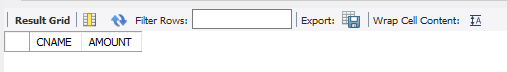 Result Grid Filter Rows: Export: Wrap Cell Content:
CNAME AMOUNT